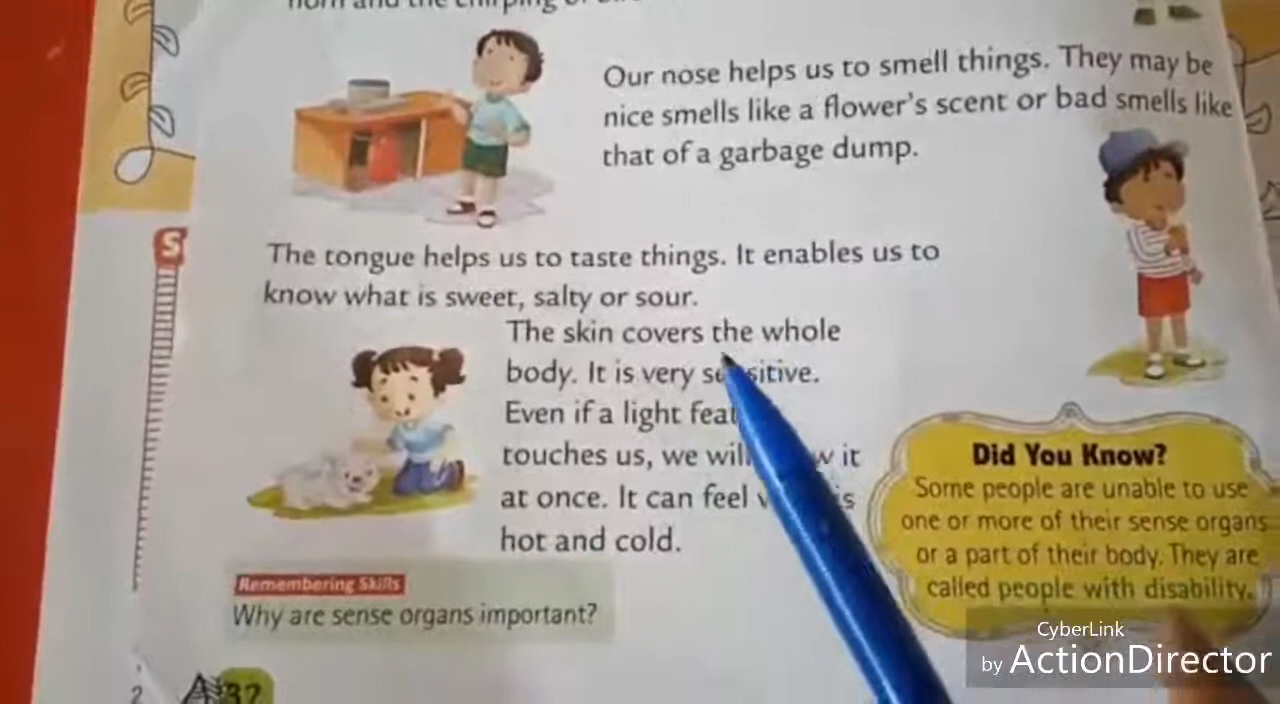 Our nose helps us to smell things. They may be
nice smells like a flower's scent or bad smells like
that of a garbage dump.
S
The tongue helps us to taste things. It enables us to
know what is sweet, salty or sour.
The skin covers the whole
body. It is very
Even if a light
touches us, we it
at once. It can feel is
hot and cold.
Remembering Skills
Why are sense organs important?
Did You Know?
Some people are unable to use
one or more of their sense organs
or a part of their body. They are
called people with disability.
32
CyberLink
by ActionDirector